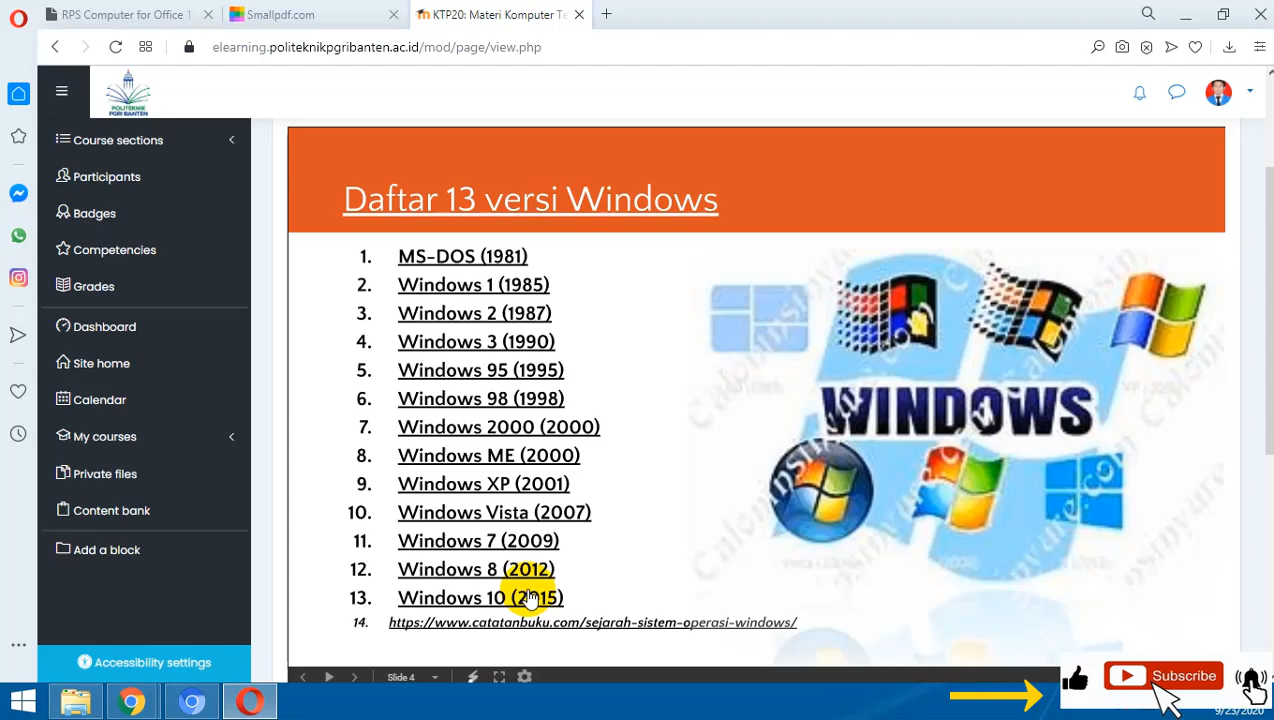 RPS Computer for Office 1
Smallpdf.com
KTP20: Materi Komputer Te
elearning.politeknikpgribanten.ac.id/mod/page/view.php
POLITEKNIK
PGRI BANTEN
Course sections
Participants
Badges
Competencies
Grades
Dashboard
Site home
Calendar
My courses
Private files
Content bank
Add a block
Accessibility settings
Daftar 13 versi Windows
1. MS-DOS (1981)
2. Windows 1 (1985)
3. Windows 2 (1987)
4. Windows 3 (1990)
5. Windows 95 (1995)
6. Windows 98 (1998)
7. Windows 2000 (2000)
8. Windows ME (2000)
9. Windows XP (2001)
10. Windows Vista (2007)
11. Windows 7 (2009)
12. Windows 8 (2012)
13. Windows 10 (2015)
14. https://www.catatanbuku.com/sejarah-sistem-operasi-windows/
WINDOWS
Slide 4
Subscribe
9/23/2020